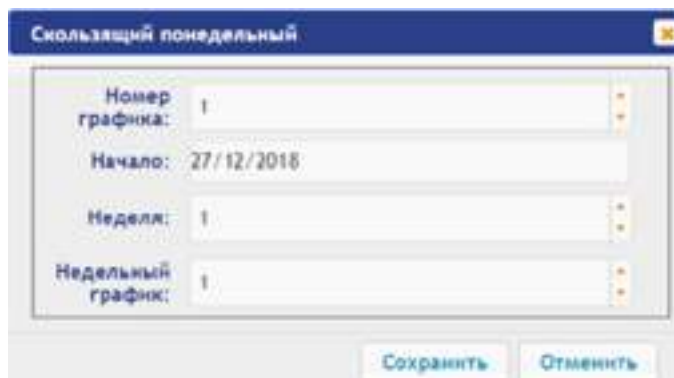 Скользящий понедельный
Номер
графика:
1
Начало: 27/12/2018
Неделя: 1
Недельный
график:
1
Сохранить Отменить